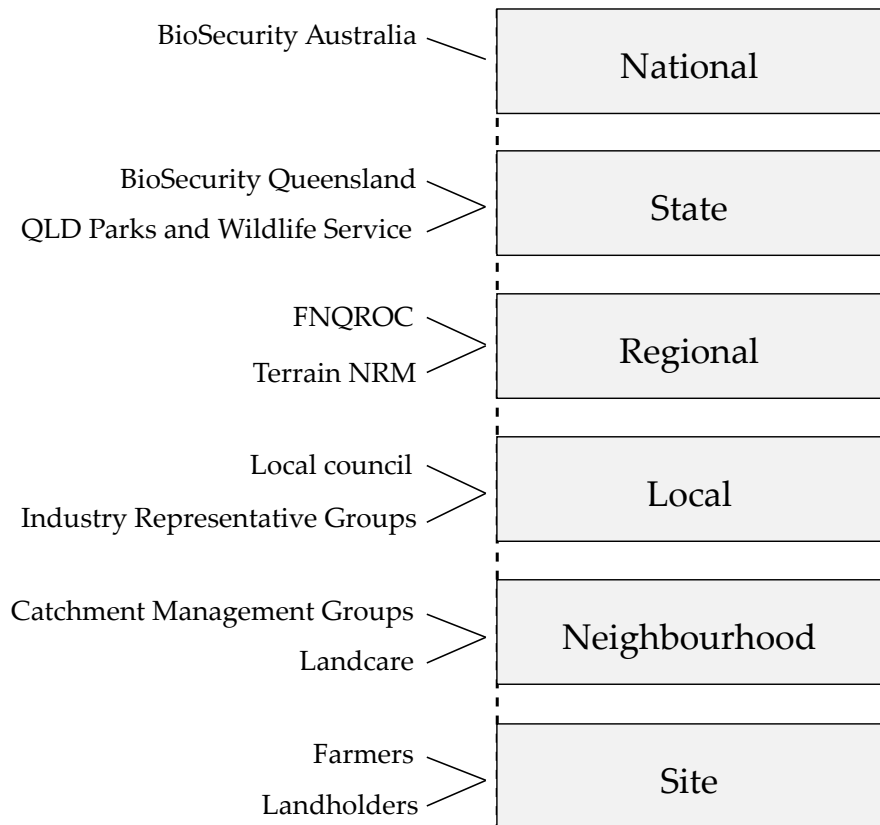 BioSecurity Australia
National
BioSecurity Queensland
QLD Parks and Wildlife Service
State
FNQROC
Terrain NRM
Regional
Local council
Industry Representative Groups
Local
Catchment Management Groups
Landcare
Neighbourhood
Farmers
Landholders
Site